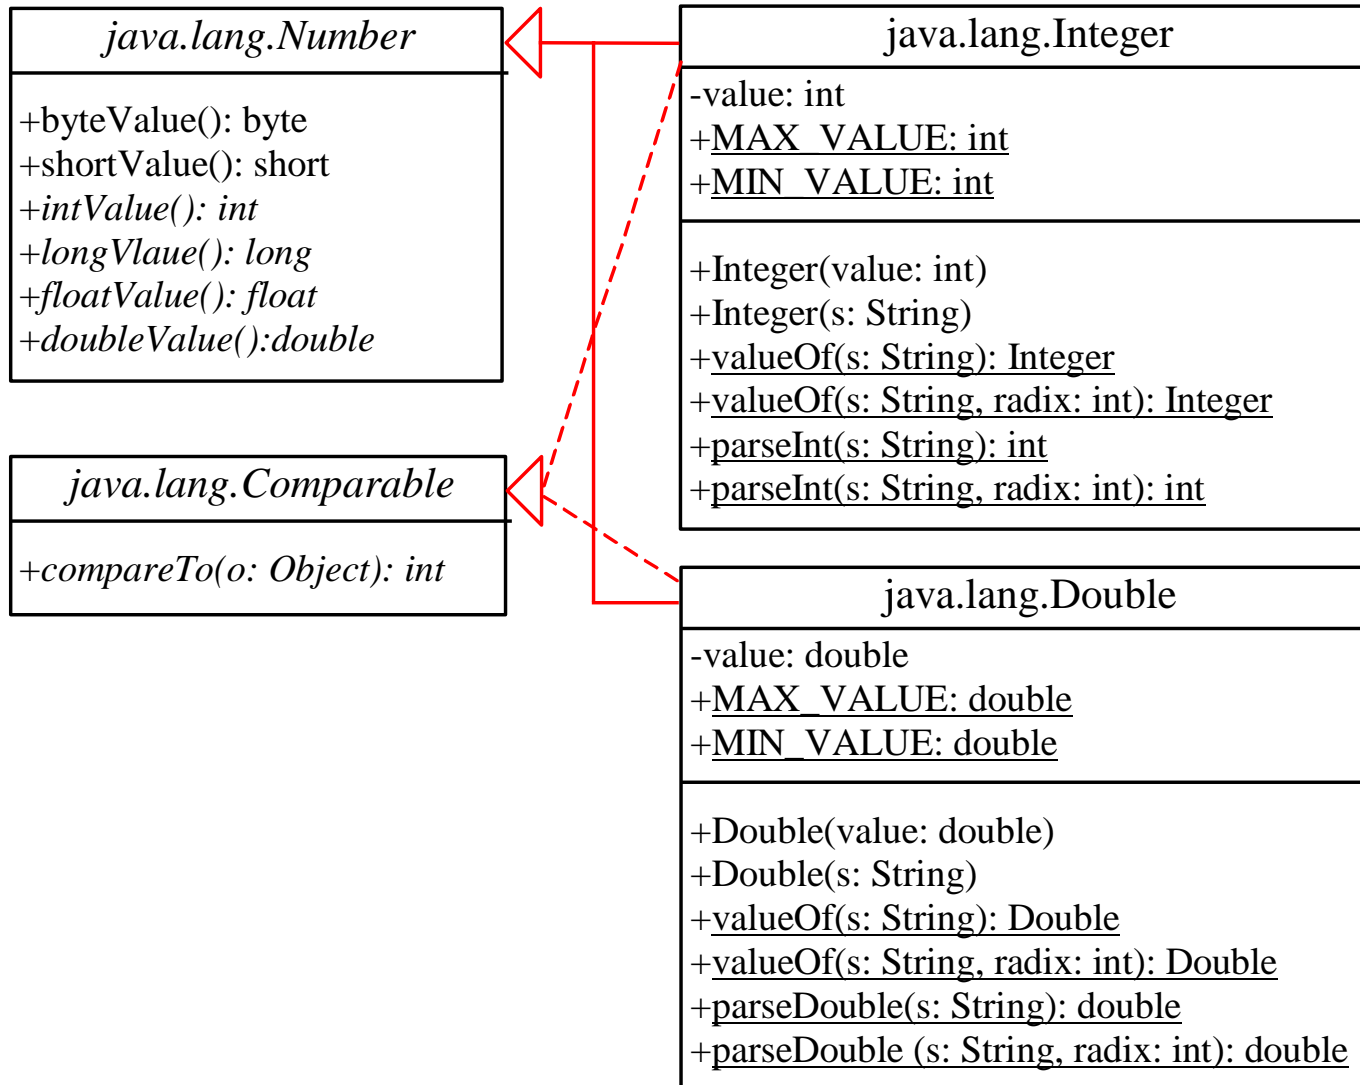 java.lang.Number
+byteValue(): byte
+shortValue(): short
+intValue(): int
+longVlaue(): long
+floatValue(): float
+doubleValue():double
java.lang.Comparable
+compareTo(o: Object): int
java.lang.Integer
-value: int
+MAX_VALUE: int
+MIN_VALUE: int
+Integer(value: int)
+Integer(s: String)
+valueOf(s: String): Integer
+valueOf(s: String, radix: int): Integer
+parseInt(s: String): int
+parseInt(s: String, radix: int): int
java.lang.Double
-value: double
+MAX_VALUE: double
+MIN_VALUE: double
+Double(value: double)
+Double(s: String)
+valueOf(s: String): Double
+valueOf(s: String, radix: int): Double
+parseDouble(s: String): double
+parseDouble (s: String, radix: int): double